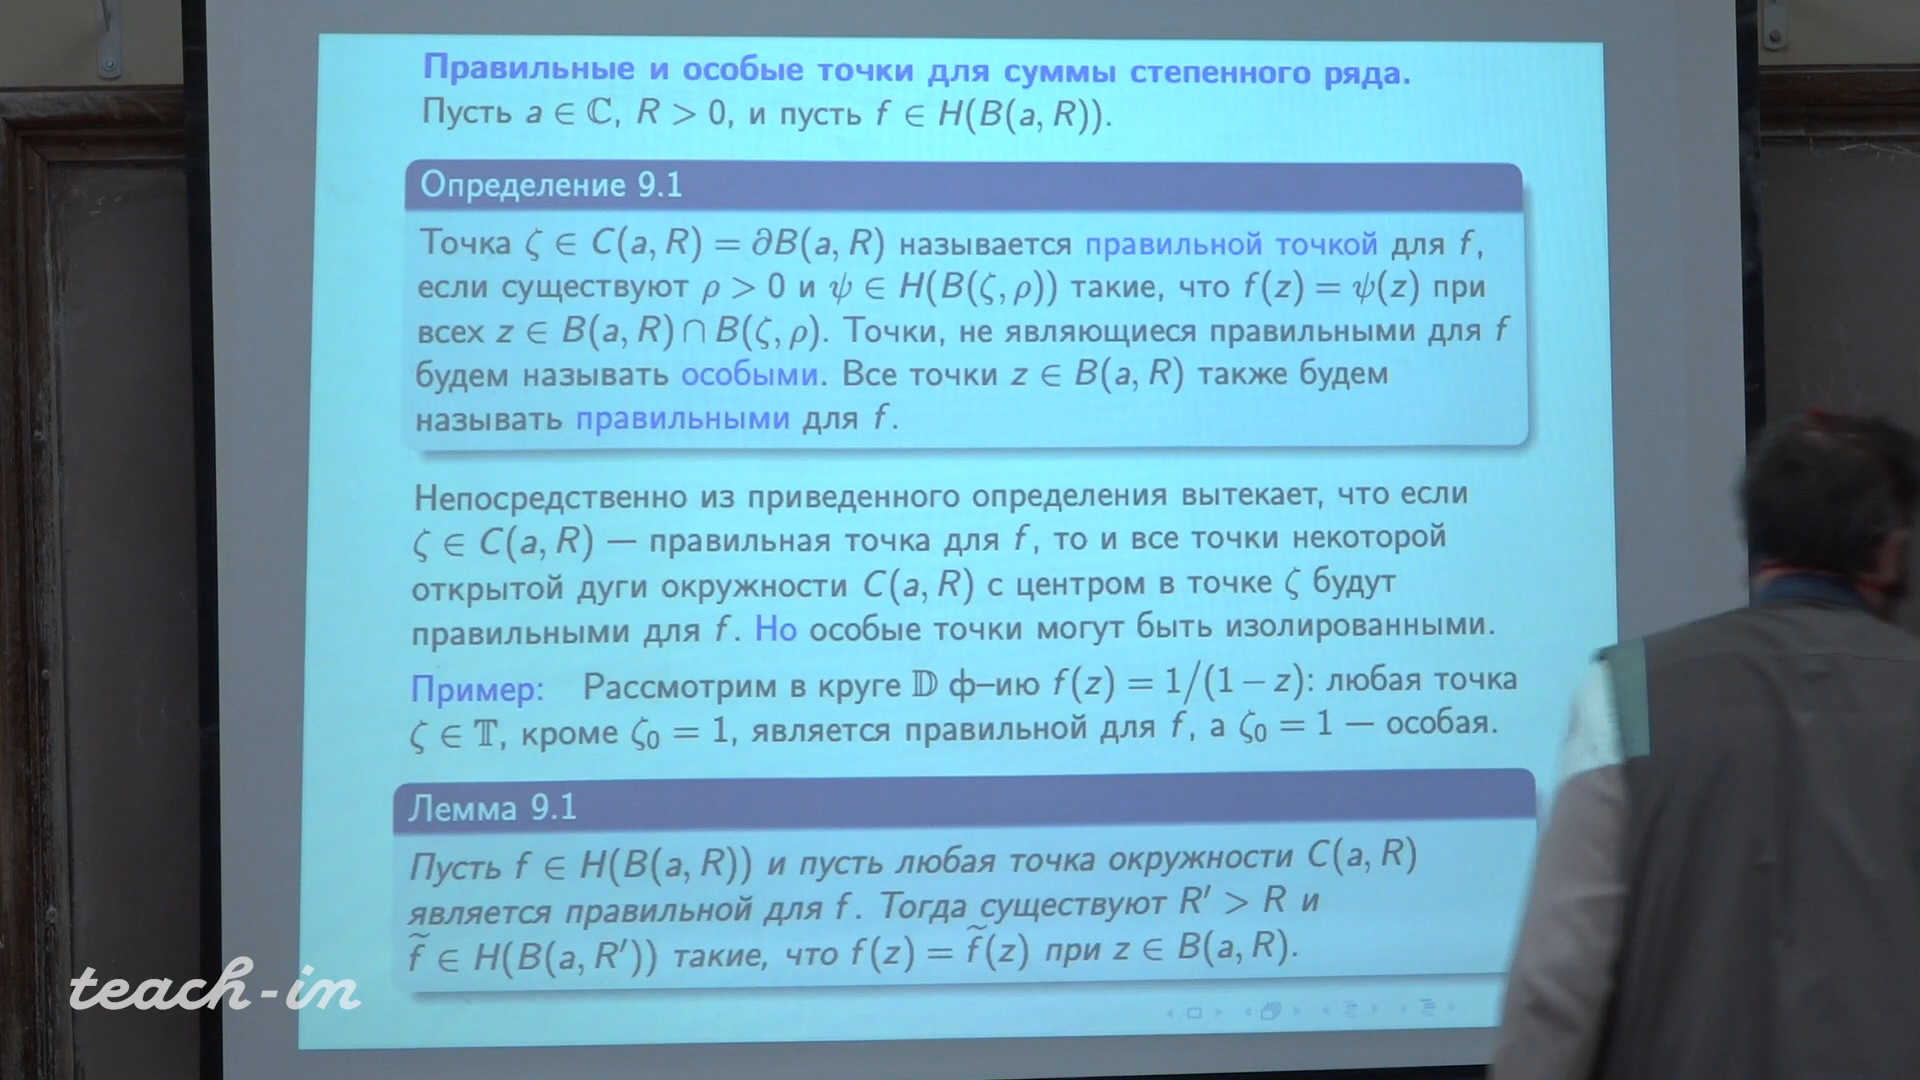 Правильные и особые точки для суммы степенного ряда.
Пусть a ∈ ℂ, R > 0, и пусть f ∈ H(B(a, R)).
Определение 9.1
Точка ζ ∈ C(a, R) = ∂B(a, R) называется правильной точкой для f,
если существуют ρ > 0 и ψ ∈ H(B(ζ, ρ)) такие, что f(z) = ψ(z) при
всех z ∈ B(a, R) ∩ B(ζ, ρ). Точки, не являющиеся правильными для f
будем называть особыми. Все точки z ∈ B(a, R) также будем
называть правильными для f.
Непосредственно из приведенного определения вытекает, что если
ζ ∈ C(a, R) — правильная точка для f, то и все точки некоторой
открытой дуги окружности C(a, R) с центром в точке ζ будут
правильными для f. Но особые точки могут быть изолированными.
Пример: Рассмотрим в круге 𝔻 ф–ию f(z) = 1/(1 − z): любая точка
ζ ∈ 𝕋, кроме ζ₀ = 1, является правильной для f, а ζ₀ = 1 — особая.
Лемма 9.1
Пусть f ∈ H(B(a, R)) и пусть любая точка окружности C(a, R)
является правильной для f. Тогда существуют R′ > R и
f̃ ∈ H(B(a, R′)) такие, что f(z) = f̃(z) при z ∈ B(a, R).
teach-in